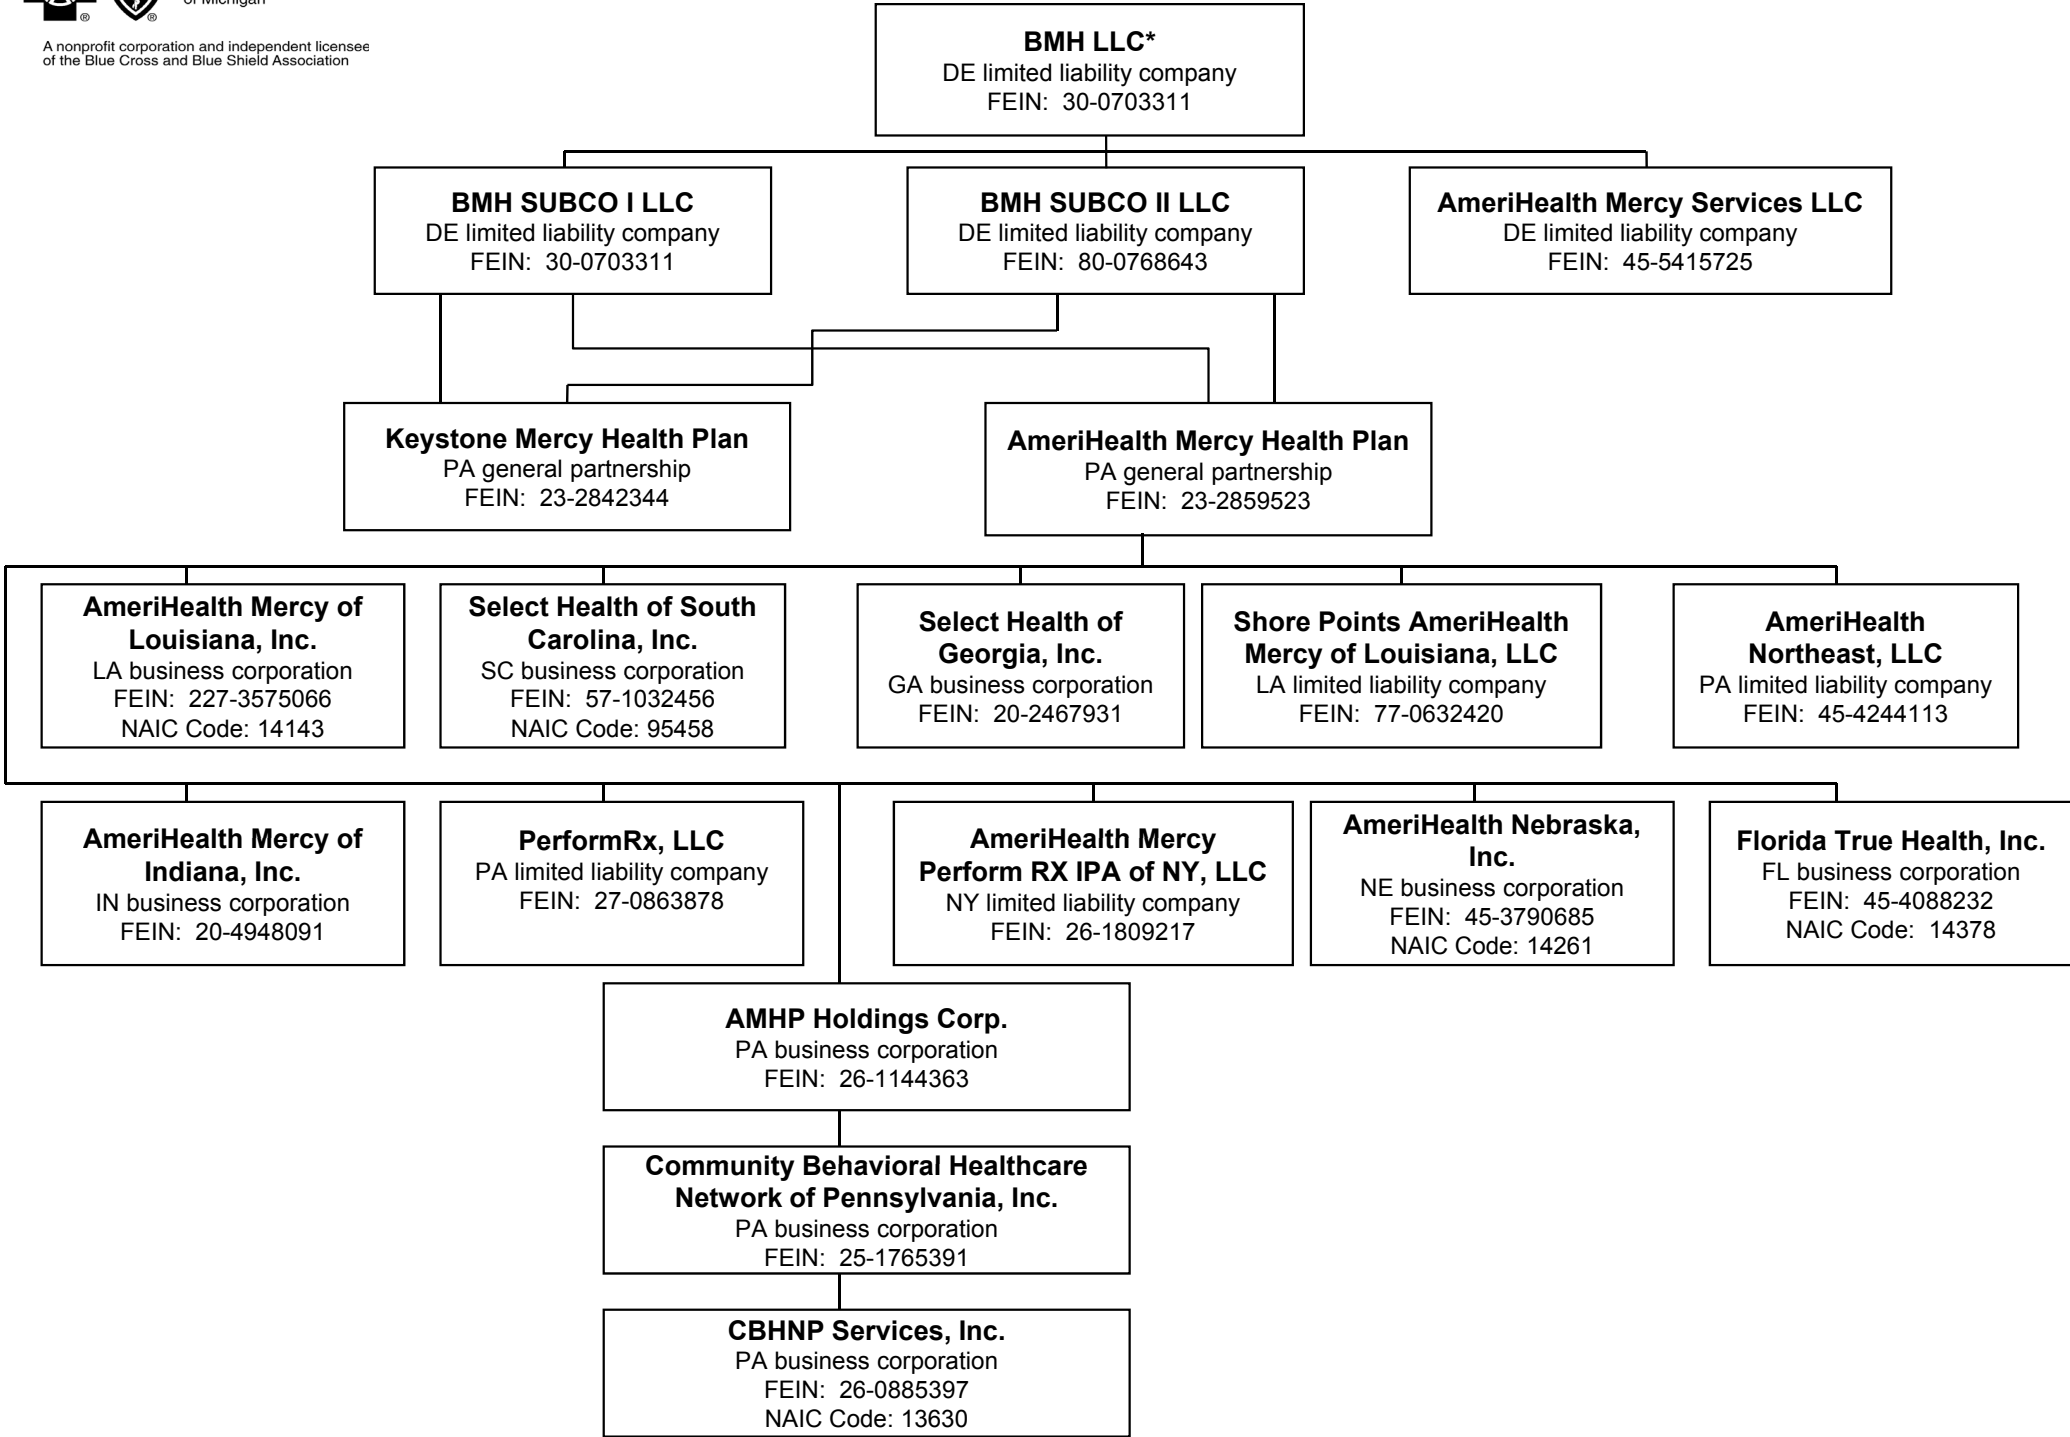 of Michigan
® ®
A nonprofit corporation and independent licensee
of the Blue Cross and Blue Shield Association
BMH LLC*
DE limited liability company
FEIN: 30-0703311
BMH SUBCO I LLC
DE limited liability company
FEIN: 30-0703311
BMH SUBCO II LLC
DE limited liability company
FEIN: 80-0768643
AmeriHealth Mercy Services LLC
DE limited liability company
FEIN: 45-5415725
Keystone Mercy Health Plan
PA general partnership
FEIN: 23-2842344
AmeriHealth Mercy Health Plan
PA general partnership
FEIN: 23-2859523
AmeriHealth Mercy of
Louisiana, Inc.
LA business corporation
FEIN: 227-3575066
NAIC Code: 14143
Select Health of South
Carolina, Inc.
SC business corporation
FEIN: 57-1032456
NAIC Code: 95458
Select Health of
Georgia, Inc.
GA business corporation
FEIN: 20-2467931
Shore Points AmeriHealth
Mercy of Louisiana, LLC
LA limited liability company
FEIN: 77-0632420
AmeriHealth
Northeast, LLC
PA limited liability company
FEIN: 45-4244113
AmeriHealth Mercy of
Indiana, Inc.
IN business corporation
FEIN: 20-4948091
PerformRx, LLC
PA limited liability company
FEIN: 27-0863878
AmeriHealth Mercy
Perform RX IPA of NY, LLC
NY limited liability company
FEIN: 26-1809217
AmeriHealth Nebraska,
Inc.
NE business corporation
FEIN: 45-3790685
NAIC Code: 14261
Florida True Health, Inc.
FL business corporation
FEIN: 45-4088232
NAIC Code: 14378
AMHP Holdings Corp.
PA business corporation
FEIN: 26-1144363
Community Behavioral Healthcare
Network of Pennsylvania, Inc.
PA business corporation
FEIN: 25-1765391
CBHNP Services, Inc.
PA business corporation
FEIN: 26-0885397
NAIC Code: 13630